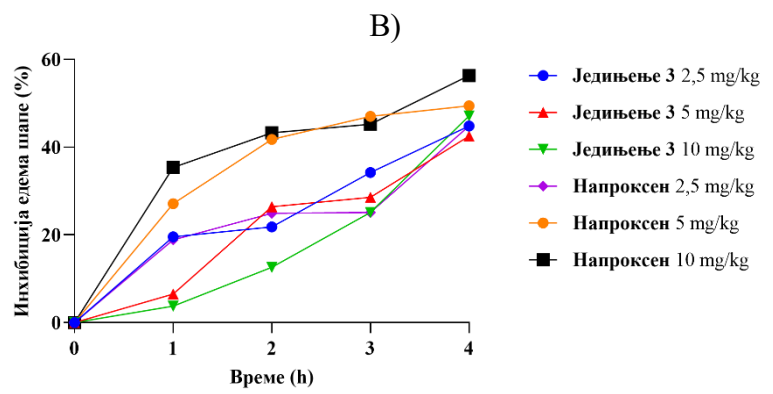 В)
60
40
20
0
0
1
2
3
4
Инхибиција едема шапе (%)
Време (h)
Једињење 3 2,5 mg/kg
Једињење 3 5 mg/kg
Једињење 3 10 mg/kg
Напроксен 2,5 mg/kg
Напроксен 5 mg/kg
Напроксен 10 mg/kg